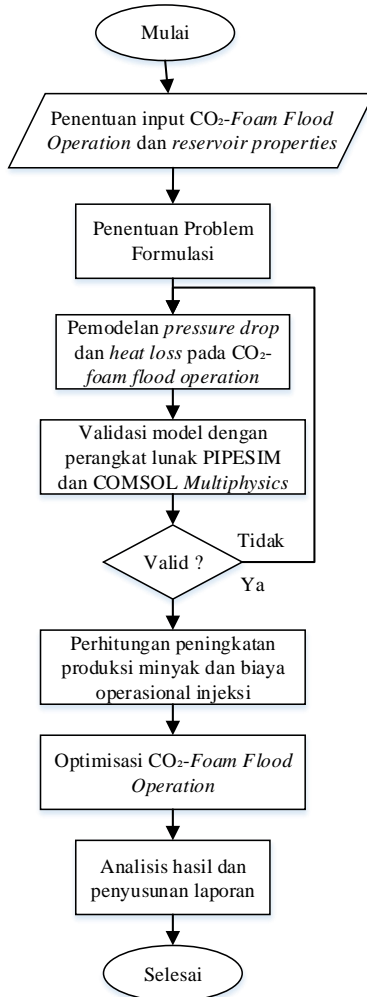 Mulai
Penentuan input CO₂-Foam Flood
Operation dan reservoir properties
Penentuan Problem
Formulasi
Pemodelan pressure drop
dan heat loss pada CO₂-
foam flood operation
Validasi model dengan
perangkat lunak PIPESIM
dan COMSOL Multiphysics
Valid ?
Tidak
Ya
Perhitungan peningkatan
produksi minyak dan biaya
operasional injeksi
Optimisasi CO₂-Foam Flood
Operation
Analisis hasil dan
penyusunan laporan
Selesai